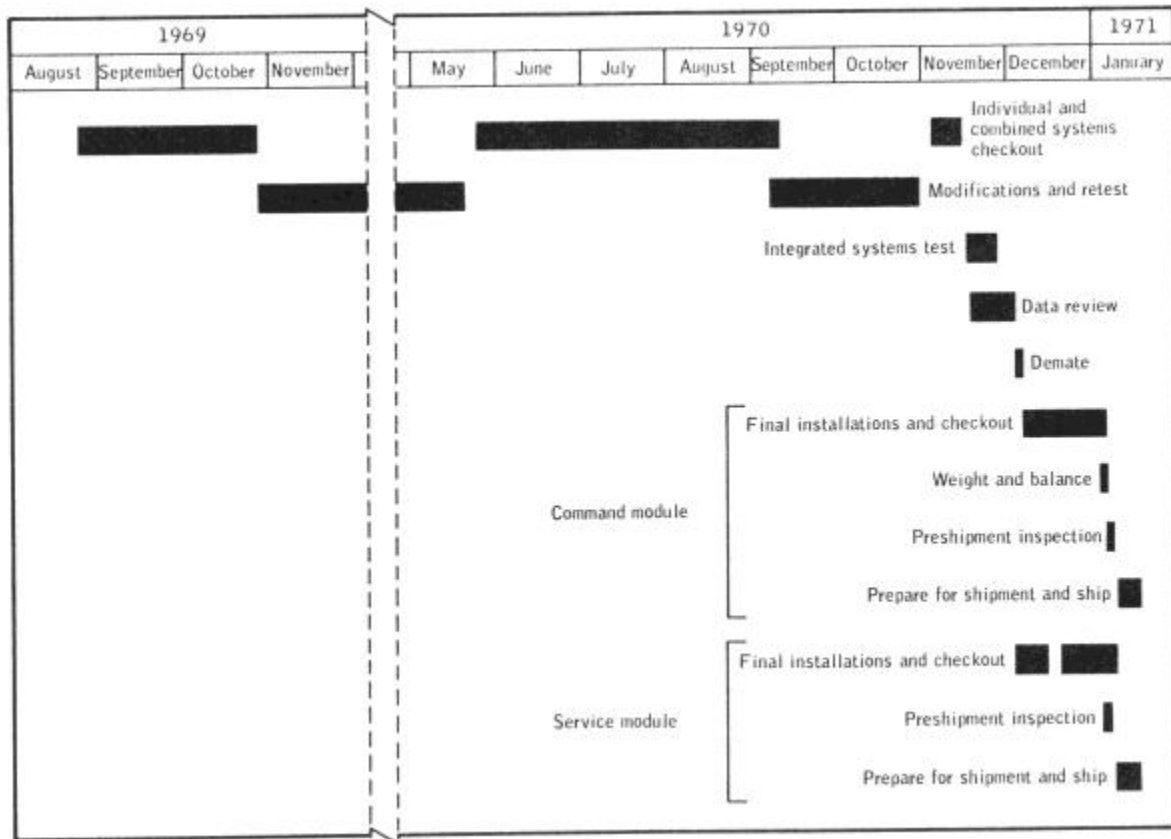 1969
1970
1971
August
September
October
November
May
June
July
August
September
October
November
December
January
Individual and
combined systems
checkout
Modifications and retest
Integrated systems test
Data review
Demate
Final installations and checkout
Weight and balance
Command module
Preshipment inspection
Prepare for shipment and ship
Final installations and checkout
Service module
Preshipment inspection
Prepare for shipment and ship